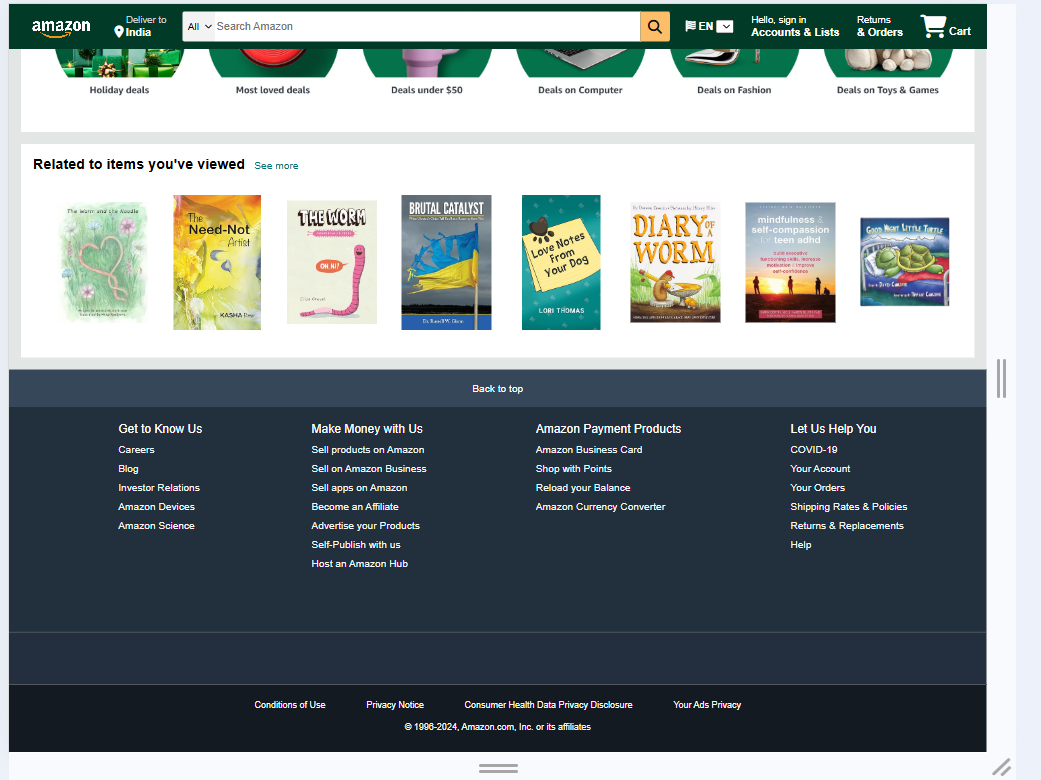 amazon
Deliver to
India
All
Search Amazon
EN
Hello, sign in
Accounts & Lists
Returns
& Orders
Cart
Holiday deals
Most loved deals
Deals under $50
Deals on Computer
Deals on Fashion
Deals on Toys & Games
Related to items you've viewed See more
The Worm and the Noodle
The
Need-Not
Artist
KASHA
THE WORM
OH, HI!
BRUTAL CATALYST
Love Notes
From
Your Dog
LORI THOMAS
DIARY OF A
WORM
mindfulness &
self-compassion
for teen adhd
GOOD NIGHT LITTLE TURTLE
Back to top
Get to Know Us
Careers
Blog
Investor Relations
Amazon Devices
Amazon Science
Make Money with Us
Sell products on Amazon
Sell on Amazon Business
Sell apps on Amazon
Become an Affiliate
Advertise your Products
Self-Publish with us
Host an Amazon Hub
Amazon Payment Products
Amazon Business Card
Shop with Points
Reload your Balance
Amazon Currency Converter
Let Us Help You
COVID-19
Your Account
Your Orders
Shipping Rates & Policies
Returns & Replacements
Help
Conditions of Use
Privacy Notice
Consumer Health Data Privacy Disclosure
Your Ads Privacy
© 1996-2024, Amazon.com, Inc. or its affiliates